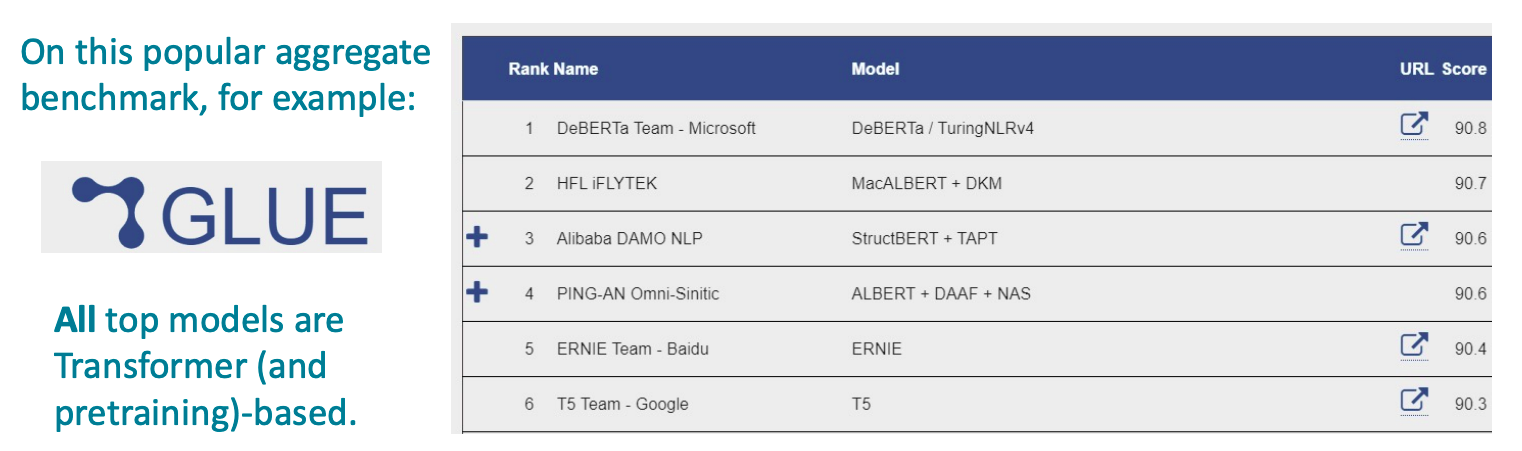 On this popular aggregate
benchmark, for example:
GLUE
All top models are
Transformer (and
pretraining)-based.
Rank Name Model URL Score
1 DeBERTa Team - Microsoft DeBERTa / TuringNLRv4 90.8
2 HFL iFLYTEK MacALBERT + DKM 90.7
3 Alibaba DAMO NLP StructBERT + TAPT 90.6
4 PING-AN Omni-Sinitic ALBERT + DAAF + NAS 90.6
5 ERNIE Team - Baidu ERNIE 90.4
6 T5 Team - Google T5 90.3